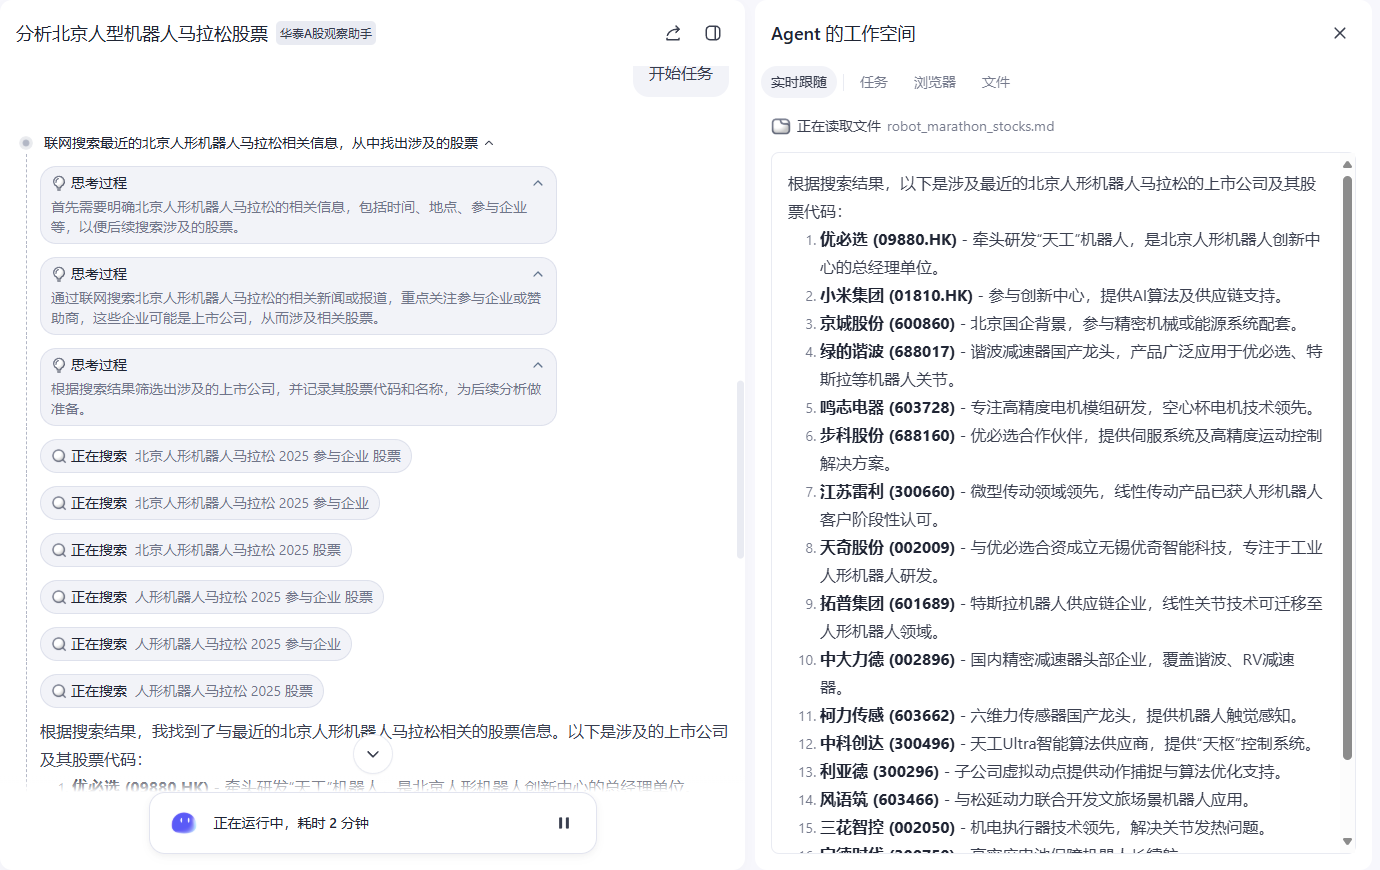 分析北京人型机器人马拉松股票 华泰A股观察助手
开始任务
联网搜索最近的北京人形机器人马拉松相关信息，从中找出涉及的股票
思考过程
首先需要明确北京人形机器人马拉松的相关信息，包括时间、地点、参与企业
等，以便后续搜索涉及的股票。
思考过程
通过联网搜索北京人形机器人马拉松的相关新闻或报道，重点关注参与企业或赞
助商，这些企业可能是上市公司，从而涉及相关股票。
思考过程
根据搜索结果筛选出涉及的上市公司，并记录其股票代码和名称，为后续分析做
准备。
正在搜索 北京人形机器人马拉松 2025 参与企业 股票
正在搜索 北京人形机器人马拉松 2025 参与企业
正在搜索 北京人形机器人马拉松 2025 股票
正在搜索 人形机器人马拉松 2025 参与企业 股票
正在搜索 人形机器人马拉松 2025 参与企业
正在搜索 人形机器人马拉松 2025 股票
根据搜索结果，我找到了与最近的北京人形机器人马拉松相关的股票信息。以下是涉及的上市公司
及其股票代码：
1. 优必选 (09880.HK) - 牵头研发“天工”机器人，是北京人形机器人创新中心的总经理单位
正在运行中，耗时 2 分钟
Agent 的工作空间
实时跟随 任务 浏览器 文件
正在读取文件 robot_marathon_stocks.md
根据搜索结果，以下是涉及最近的北京人形机器人马拉松的上市公司及其股
票代码：
1. 优必选 (09880.HK) - 牵头研发“天工”机器人，是北京人形机器人创新中
心的总经理单位。
2. 小米集团 (01810.HK) - 参与创新中心，提供AI算法及供应链支持。
3. 京城股份 (600860) - 北京国企背景，参与精密机械或能源系统配套。
4. 绿的谐波 (688017) - 谐波减速器国产龙头，产品广泛应用于优必选、特
斯拉等机器人关节。
5. 鸣志电器 (603728) - 专注高精度电机模组研发，空心杯电机技术领先。
6. 步科股份 (688160) - 优必选合作伙伴，提供伺服系统及高精度运动控制
解决方案。
7. 江苏雷利 (300660) - 微型传动领域领先，线性传动产品已获人形机器人
客户阶段性认可。
8. 天奇股份 (002009) - 与优必选合资成立无锡优奇智能科技，专注于工业
人形机器人研发。
9. 拓普集团 (601689) - 特斯拉机器人供应链企业，线性关节技术可迁移至
人形机器人领域。
10. 中大力德 (002896) - 国内精密减速器头部企业，覆盖谐波、RV减速
器。
11. 柯力传感 (603662) - 六维力传感器国产龙头，提供机器人触觉感知。
12. 中科创达 (300496) - 天工Ultra智能算法供应商，提供“天枢”控制系统。
13. 利亚德 (300296) - 子公司虚拟动点提供动作捕捉与算法优化支持。
14. 风语筑 (603466) - 与松延动力联合开发文旅场景机器人应用。
15. 三花智控 (002050) - 机电执行器技术领先，解决关节发热问题。
16. 宁德时代 (300750) - 高密度电池保障机器人长续航